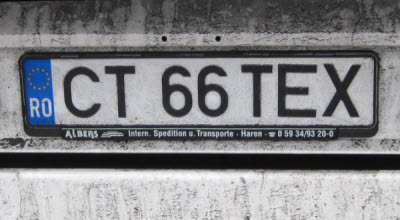 CT 66 TEX
RO
ALBERS Intern. Spedition u. Transporte - Haren - ☎ 0 59 34/93 20-0